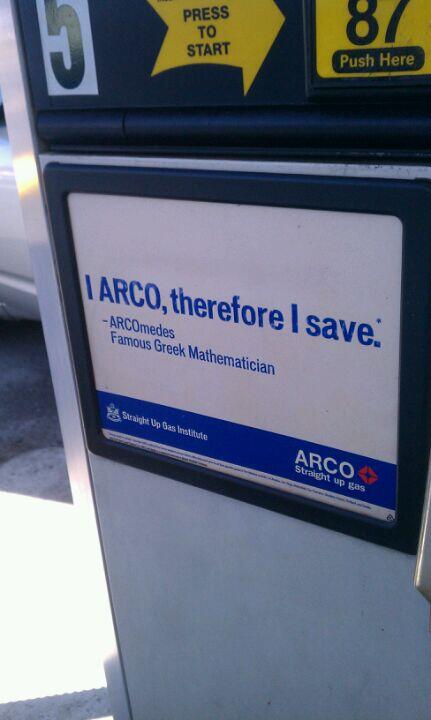 5
PRESS
TO
START
87
Push Here
I ARCO, therefore I save.*
– ARCOmedes
Famous Greek Mathematician
Straight Up Gas Institute
ARCO
Straight up gas